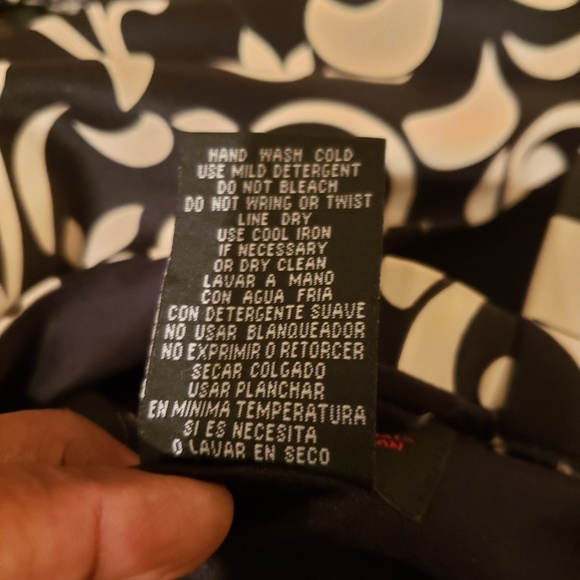 HAND WASH COLD
USE MILD DETERGENT
DO NOT BLEACH
DO NOT WRING OR TWIST
LINE DRY
USE COOL IRON
IF NECESSARY
OR DRY CLEAN
LAVAR A MANO
CON AGUA FRIA
CON DETERGENTE SUAVE
NO USAR BLANQUEADOR
NO EXPRIMIR O RETORCER
SECAR COLGADO
USAR PLANCHAR
EN MINIMA TEMPERATURA
SI ES NECESITA
O LAVAR EN SECO